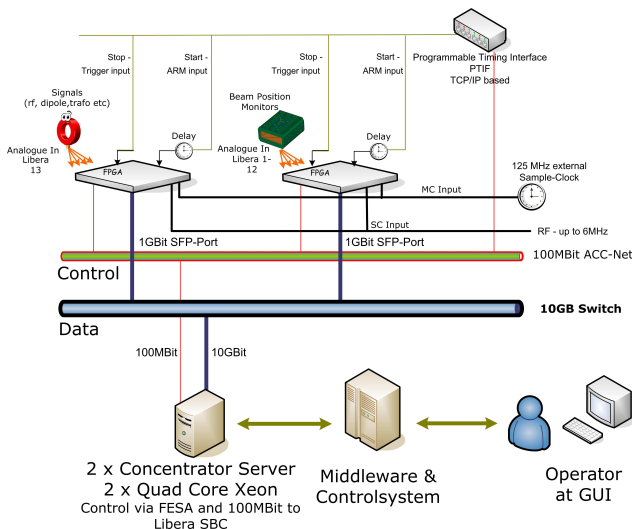 Stop -
Trigger input
Start -
ARM input
Stop -
Trigger input
Start -
ARM input
Programmable Timing Interface
PTIF
TCP/IP based
Signals
(rf, dipole,trafo etc)
Beam Position
Monitors
Delay
Delay
Analogue In
Libera
13
Analogue In
Libera 1-
12
FPGA
FPGA
125 MHz external
Sample-Clock
MC Input
SC Input
RF - up to 6MHz
1GBit SFP-Port
1GBit SFP-Port
100MBit ACC-Net
Control
10GB Switch
Data
100MBit
10GBit
2 x Concentrator Server
2 x Quad Core Xeon
Control via FESA and 100MBit to
Libera SBC
Middleware &
Controlsystem
Operator
at GUI